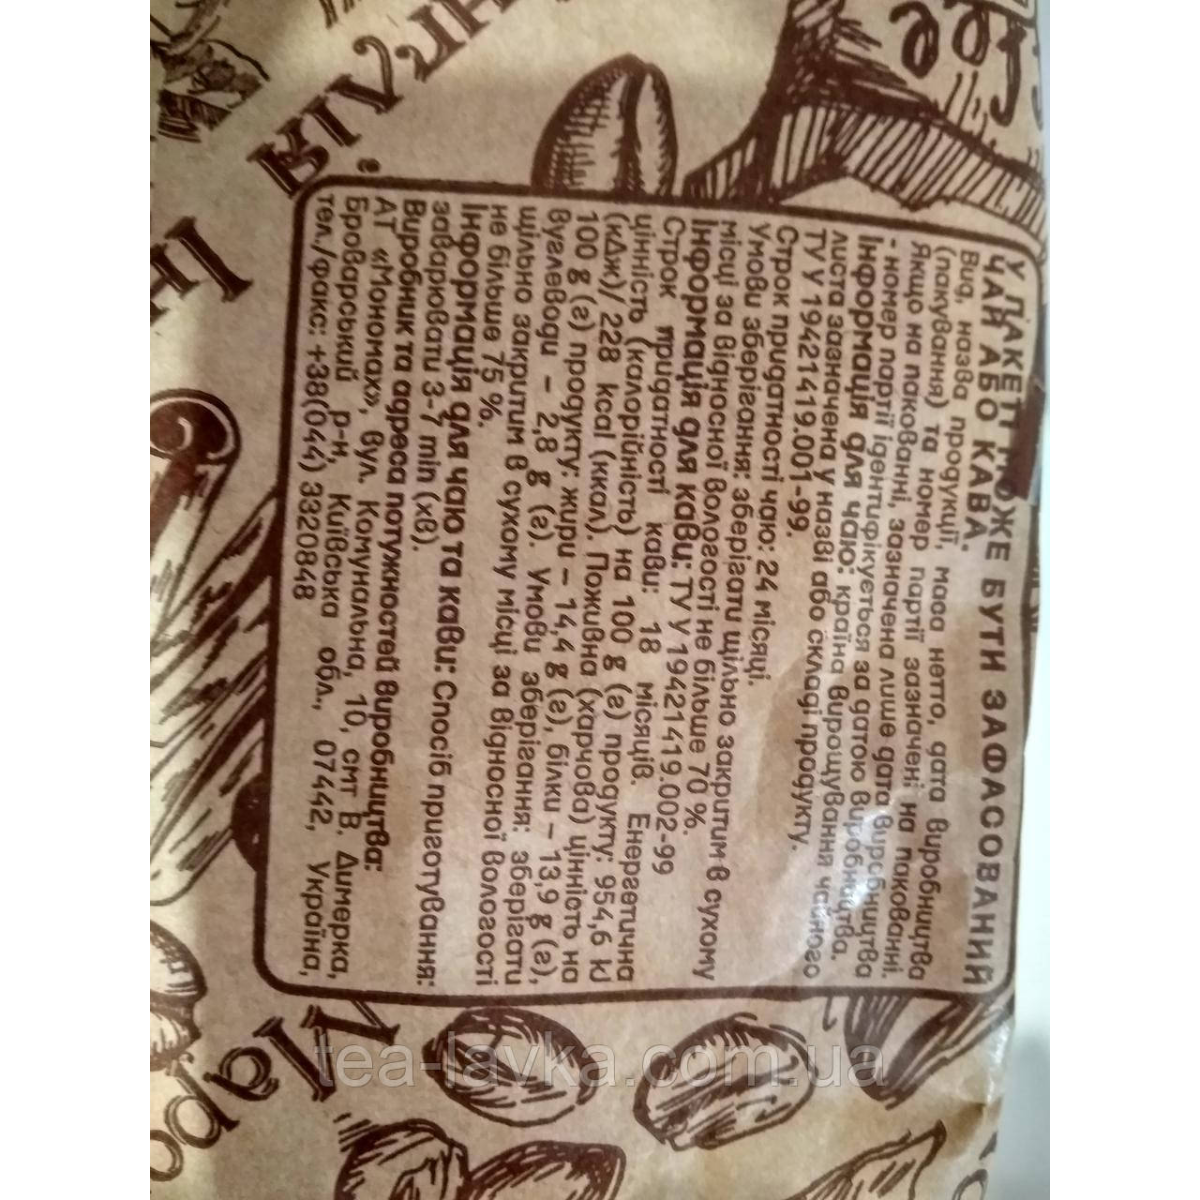 У ПАКЕТІ МОЖЕ БУТИ ЗАФАСОВАНИЙ
ЧАЙ АБО КАВА.
Вид, назва продукції, маса нетто, дата виробництва
(пакування) та номер партії зазначені на пакованні.
Якщо на пакованні, зазначена лише дата виробництва
- номер партії ідентифікується за датою виробництва.
Інформація для чаю: країна вирощування чайного
листа зазначена у назві або складі продукту.
ТУ У 19421419.001-99.
Строк придатності чаю: 24 місяці.
Умови зберігання: зберігати щільно закритим в сухому
місці за відносної вологості не більше 70 %.
Інформація для кави: ТУ У 19421419.002-99
Строк придатності кави: 18 місяців. Енергетична
цінність (калорійність) на 100 g (г) продукту: 954,6 kJ
(кДж)/ 228 kcal (ккал). Поживна (харчова) цінність на
100 g (г) продукту: жири – 14,4 g (г), білки – 13,9 g (г),
вуглеводи – 2,8 g (г). Умови зберігання: зберігати
щільно закритим в сухому місці за відносної вологості
не більше 75 %.
Інформація для чаю та кави: Спосіб приготування:
заварювати 3-7 min (хв).
Виробник та адреса потужностей виробництва:
АТ «Мономах», вул. Комунальна, 10, смт В. Димерка,
Броварський р-н, Київська обл., 07442, Україна,
тел./факс: +38(044) 3320848
tea-lavka.com.ua